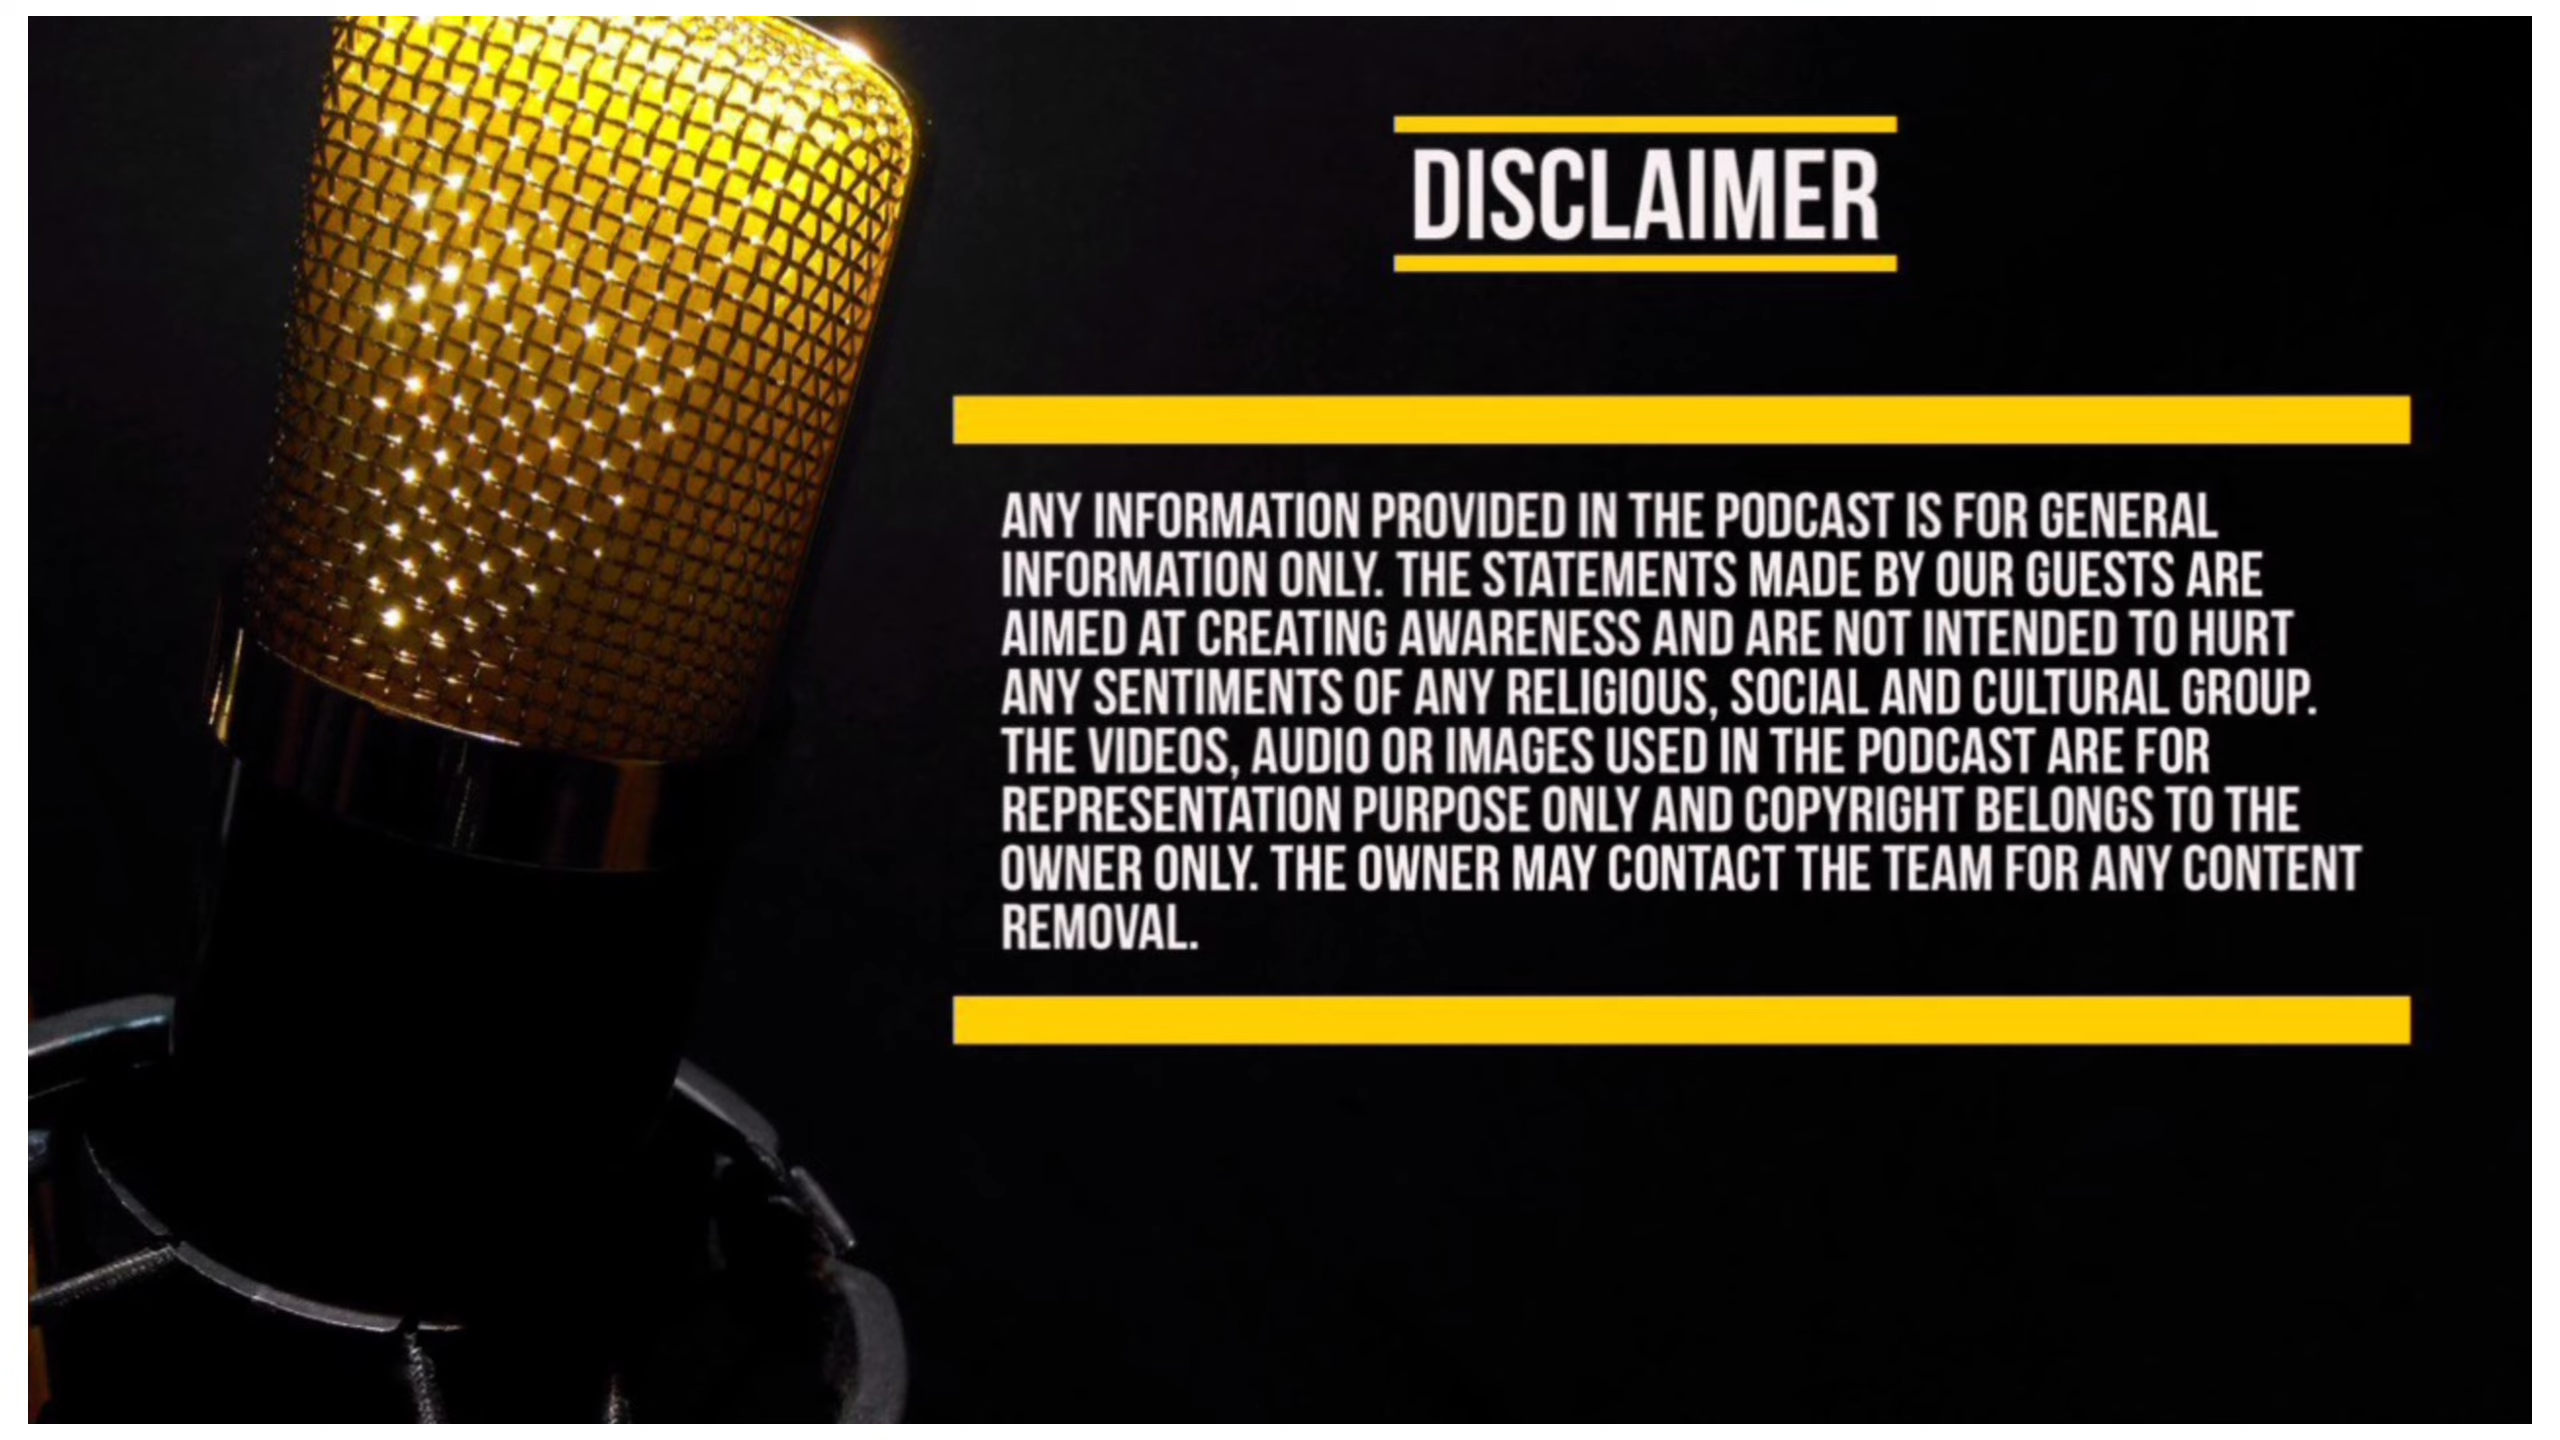 DISCLAIMER
ANY INFORMATION PROVIDED IN THE PODCAST IS FOR GENERAL
INFORMATION ONLY. THE STATEMENTS MADE BY OUR GUESTS ARE
AIMED AT CREATING AWARENESS AND ARE NOT INTENDED TO HURT
ANY SENTIMENTS OF ANY RELIGIOUS, SOCIAL AND CULTURAL GROUP.
THE VIDEOS, AUDIO OR IMAGES USED IN THE PODCAST ARE FOR
REPRESENTATION PURPOSE ONLY AND COPYRIGHT BELONGS TO THE
OWNER ONLY. THE OWNER MAY CONTACT THE TEAM FOR ANY CONTENT
REMOVAL.